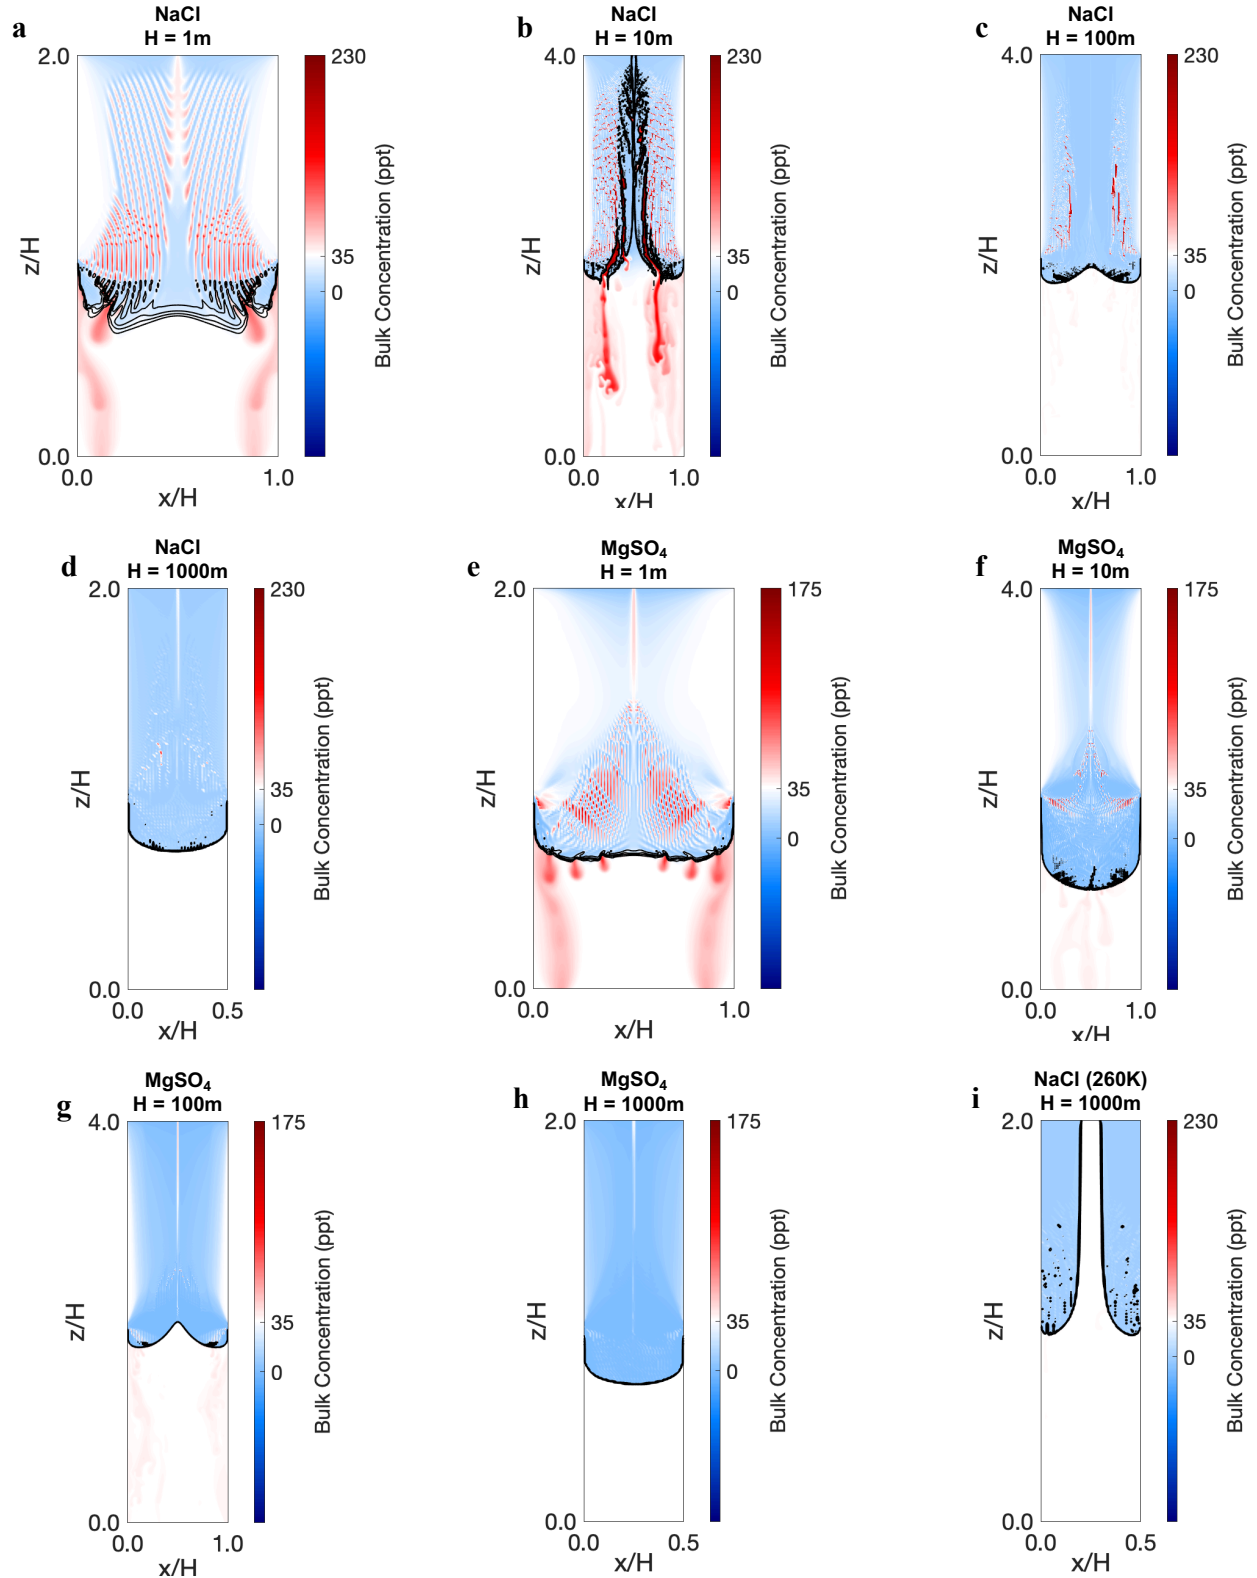 a
NaCl
H = 1m
2.0
0.0
z/H
0.0
1.0
x/H
230
35
0
Bulk Concentration (ppt)
b
NaCl
H = 10m
4.0
0.0
z/H
0.0
1.0
x/H
230
35
0
Bulk Concentration (ppt)
c
NaCl
H = 100m
4.0
0.0
z/H
0.0
1.0
x/H
230
35
0
Bulk Concentration (ppt)
d
NaCl
H = 1000m
2.0
0.0
z/H
0.0
0.5
x/H
230
35
0
Bulk Concentration (ppt)
e
MgSO₄
H = 1m
2.0
0.0
z/H
0.0
1.0
x/H
175
35
0
Bulk Concentration (ppt)
f
MgSO₄
H = 10m
4.0
0.0
z/H
0.0
1.0
x/H
175
35
0
Bulk Concentration (ppt)
g
MgSO₄
H = 100m
4.0
0.0
z/H
0.0
1.0
x/H
175
35
0
Bulk Concentration (ppt)
h
MgSO₄
H = 1000m
2.0
0.0
z/H
0.0
0.5
x/H
175
35
0
Bulk Concentration (ppt)
i
NaCl (260K)
H = 1000m
2.0
0.0
z/H
0.0
0.5
x/H
230
35
0
Bulk Concentration (ppt)